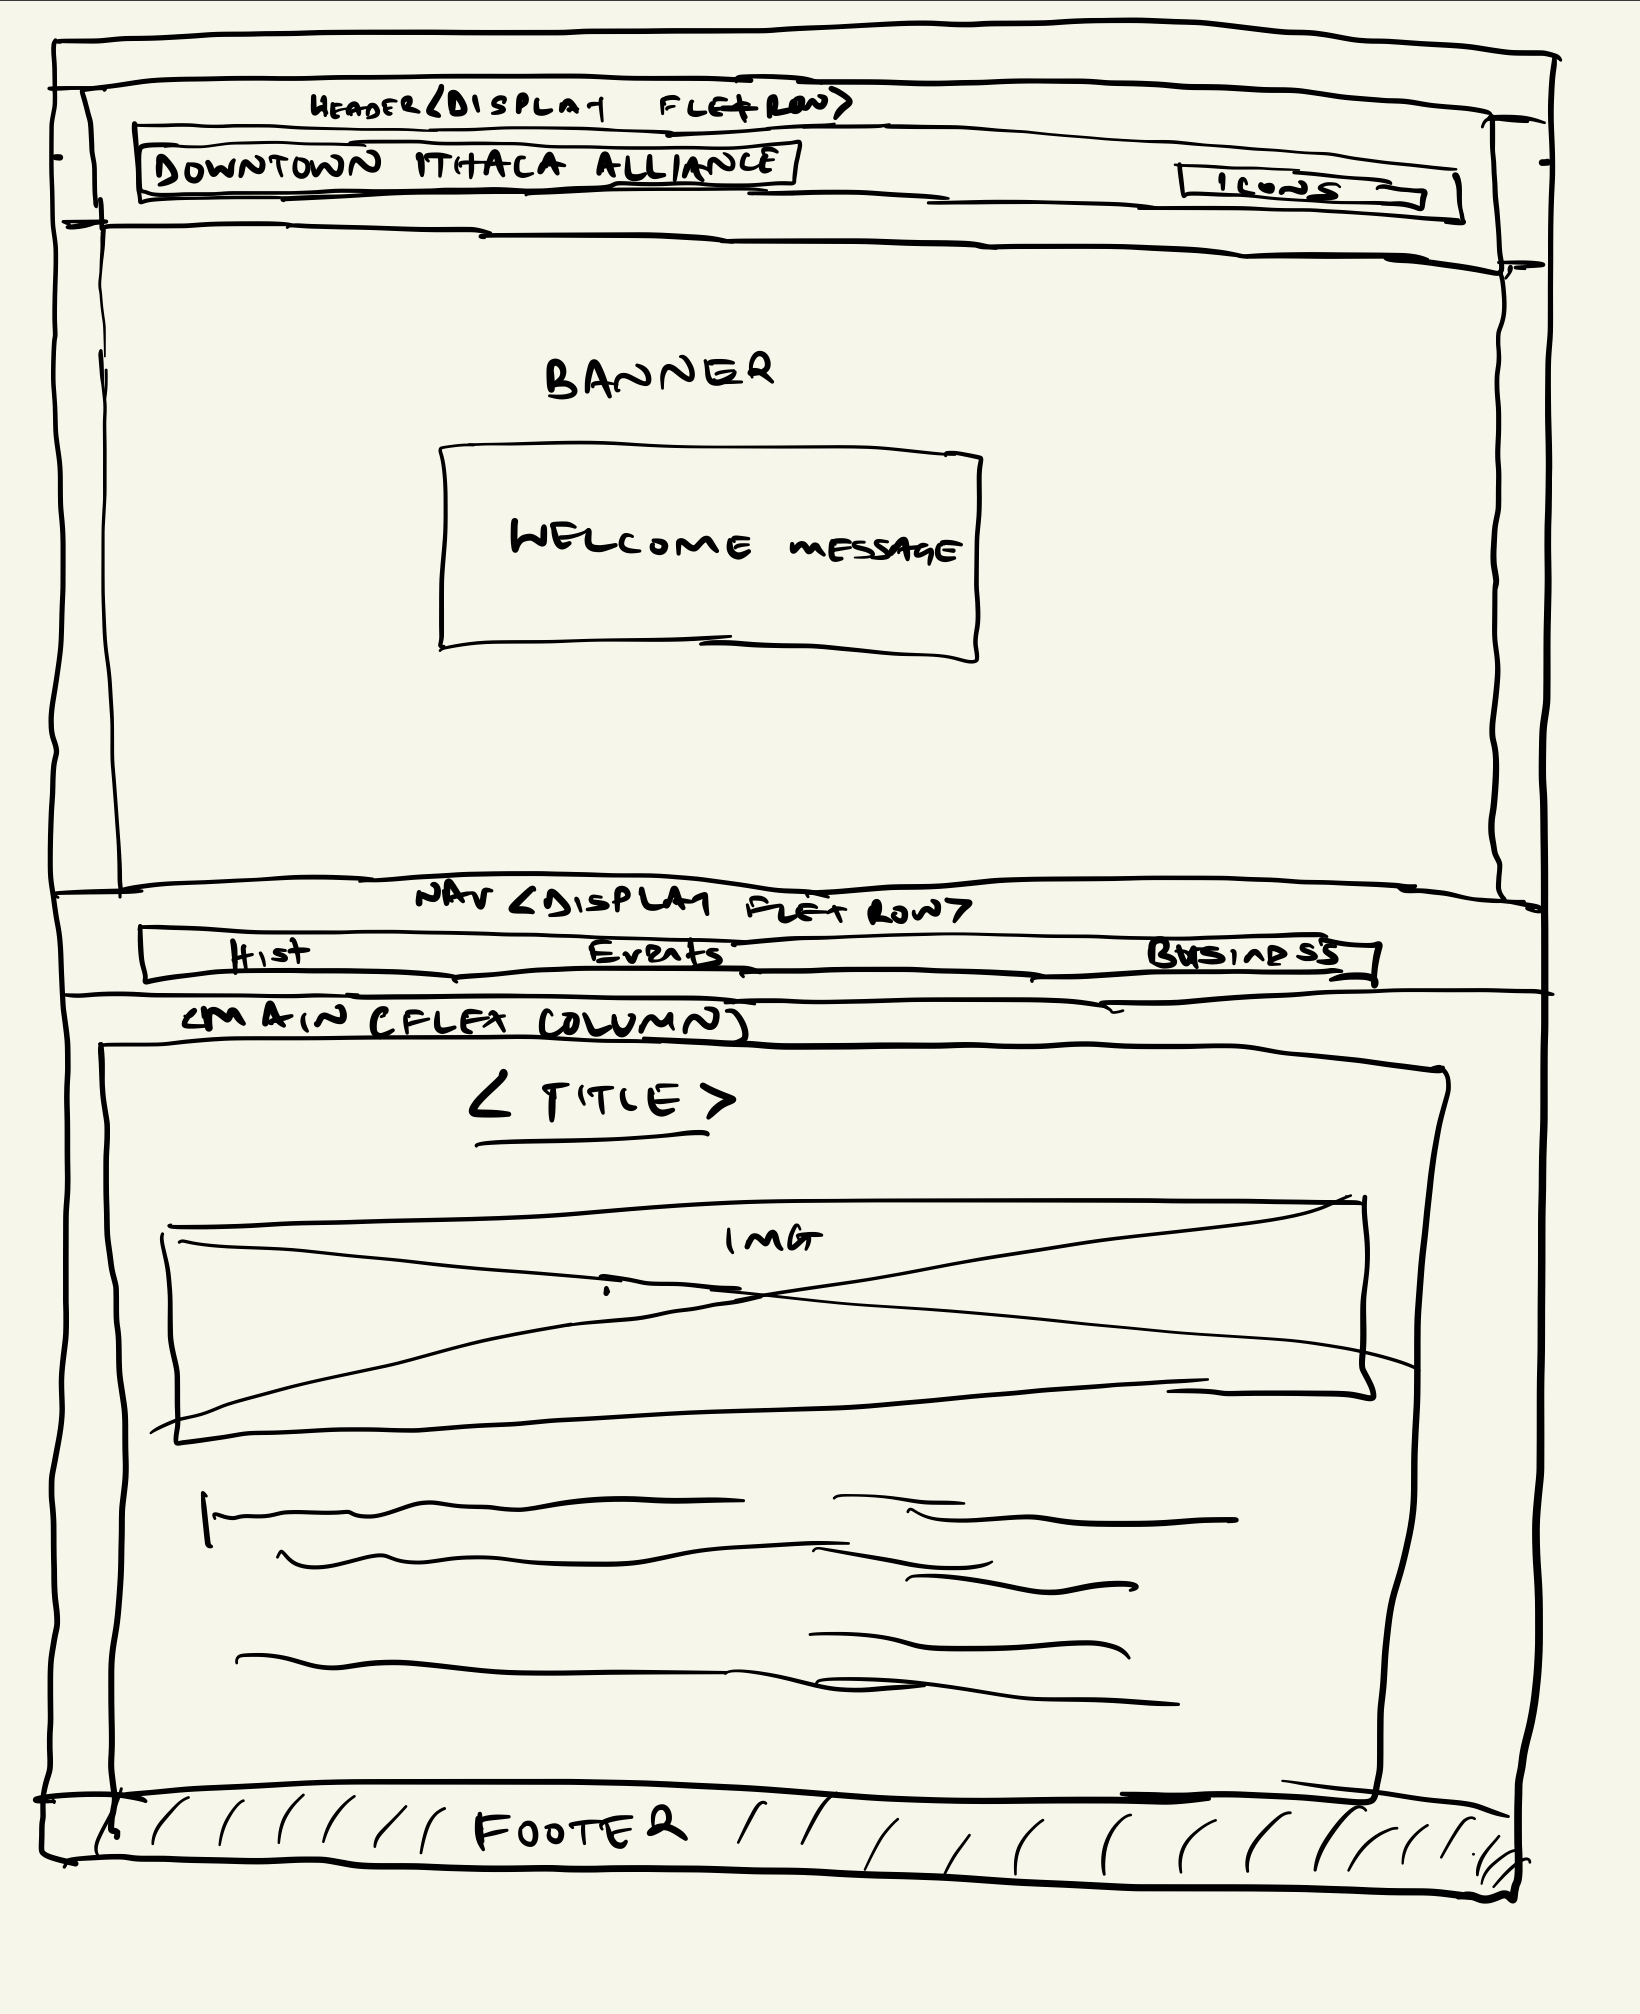 HEADER <DISPLAY FLEX ROW>
DOWNTOWN ITHACA ALLIANCE
ICONS
BANNER
WELCOME MESSAGE
NAV <DISPLAY FLEX ROW>
Hist Events BUSINESS
<MAIN (FLEX COLUMN)
< TITLE >
IMG
FOOTER